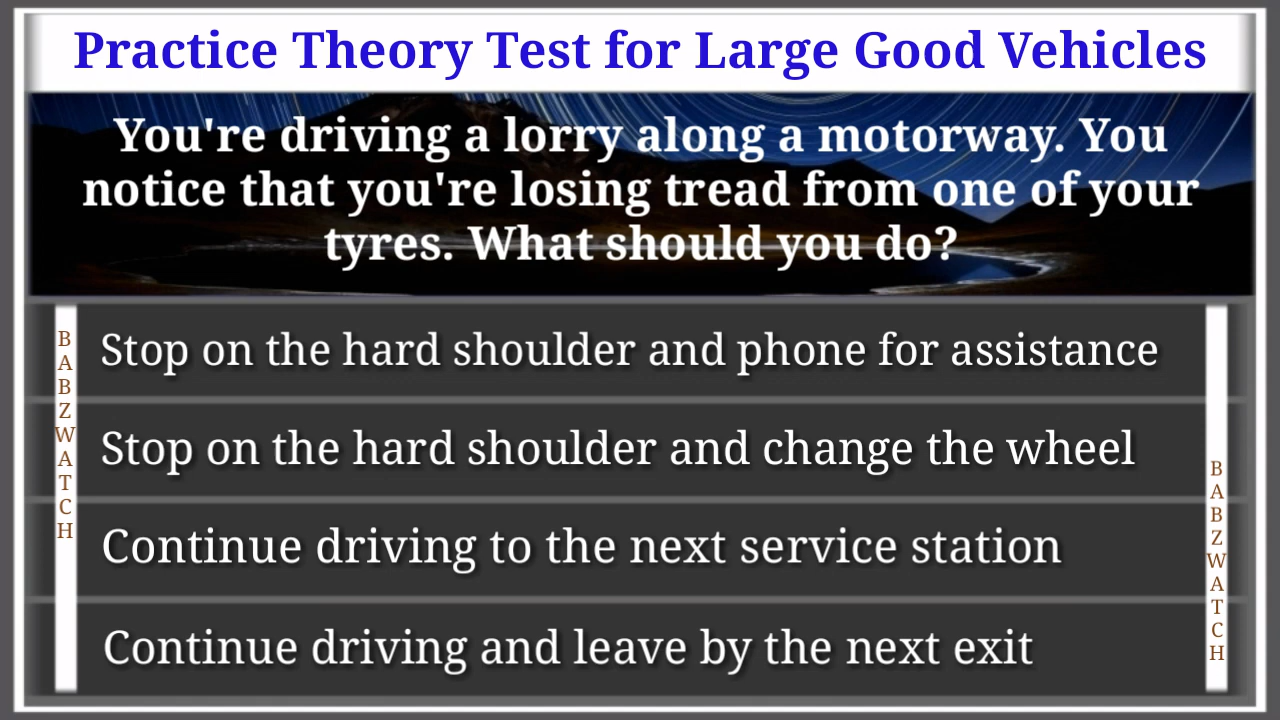 Practice Theory Test for Large Good Vehicles
You're driving a lorry along a motorway. You
notice that you're losing tread from one of your
tyres. What should you do?
Stop on the hard shoulder and phone for assistance
Stop on the hard shoulder and change the wheel
Continue driving to the next service station
Continue driving and leave by the next exit
BABZWATCH
BABZWATCH